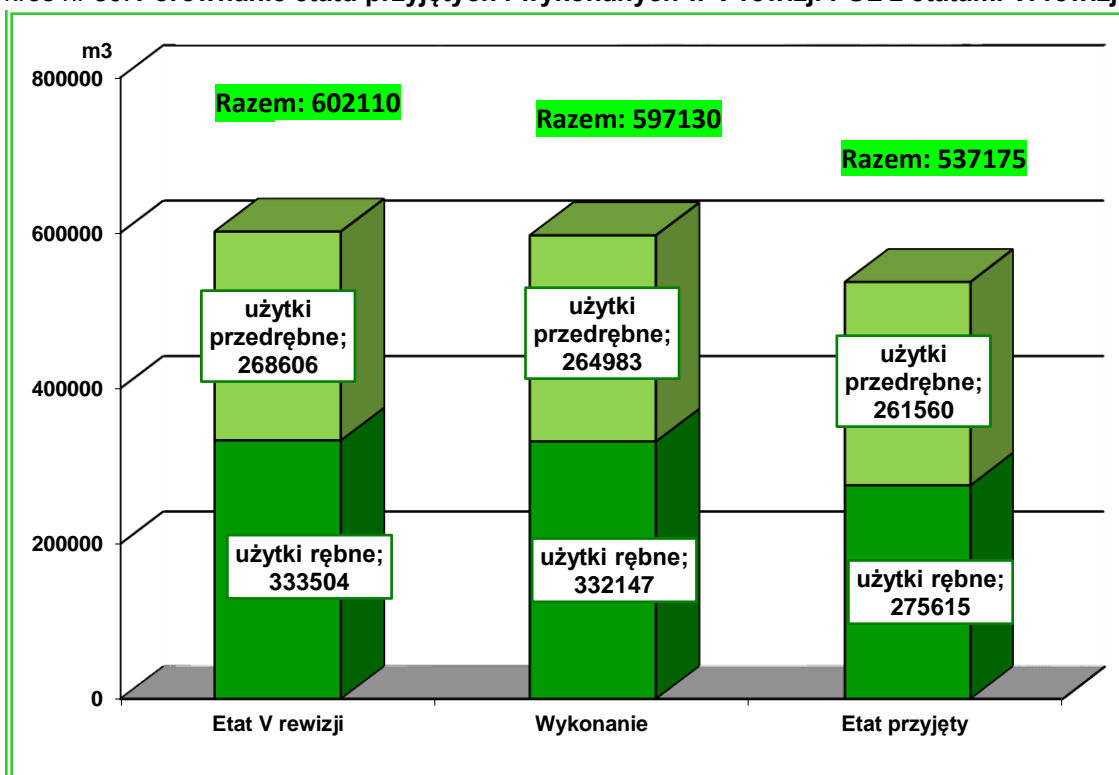 m3
800000
600000
400000
200000
0
Razem: 602110
Razem: 597130
Razem: 537175
użytki
przedrębne;
268606
użytki
przedrębne;
264983
użytki
przedrębne;
261560
użytki rębne;
333504
użytki rębne;
332147
użytki rębne;
275615
Etat V rewizji
Wykonanie
Etat przyjęty